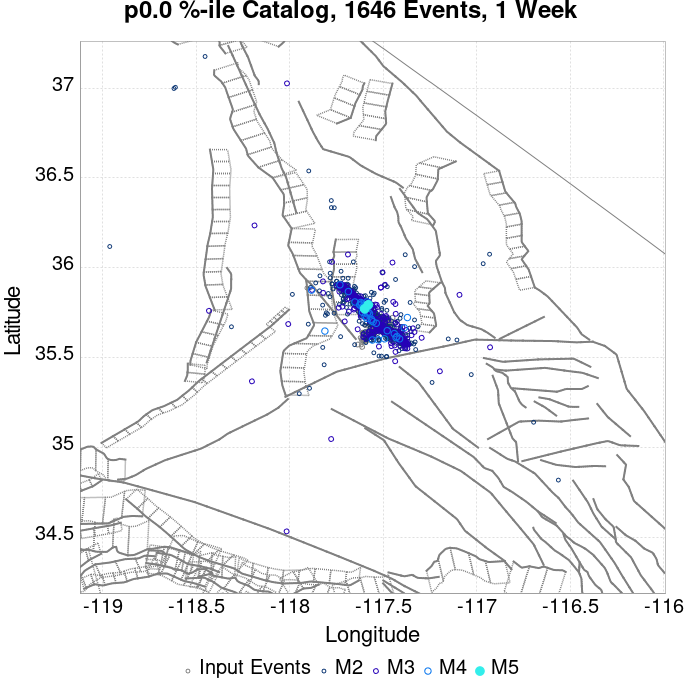 p0.0 %-ile Catalog, 1646 Events, 1 Week
37
36.5
36
35.5
35
34.5
Latitude
-119 -118.5 -118 -117.5 -117 -116.5 -116
Longitude
Input Events M2 M3 M4 M5